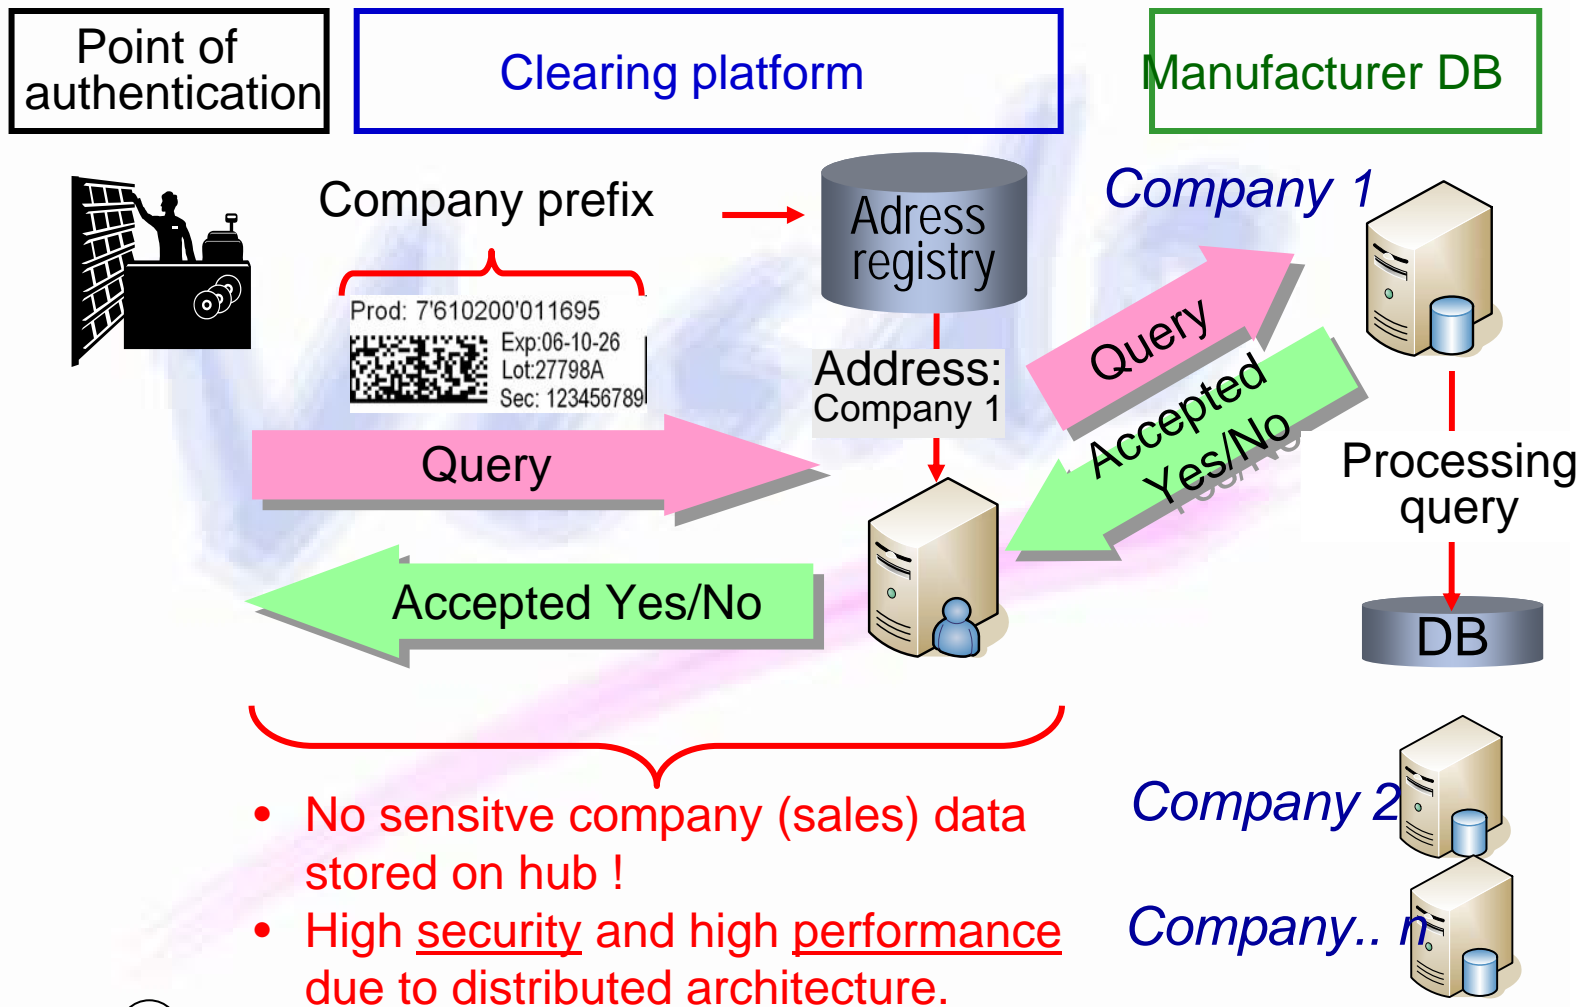 Point of
authentication
Clearing platform
Manufacturer DB
Company prefix
Adress
registry
Company 1
Prod: 7'610200'011695
Exp:06-10-26
Lot:27798A
Sec: 123456789
Address:
Company 1
Query
Accepted
Yes/No
Query
Processing
query
Accepted Yes/No
DB
• No sensitve company (sales) data
stored on hub !
• High security and high performance
due to distributed architecture.
Company 2
Company.. n